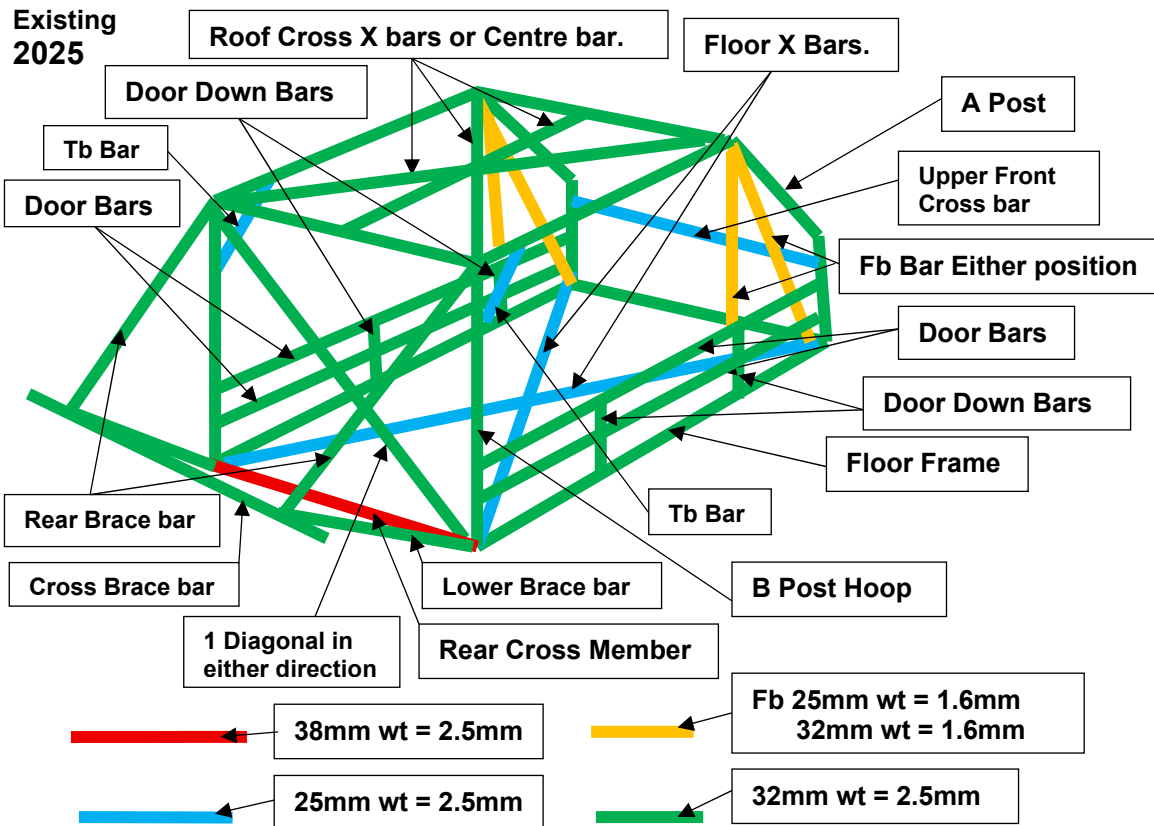 Existing
2025
Roof Cross X bars or Centre bar.
Floor X Bars.
Door Down Bars
A Post
Tb Bar
Upper Front
Cross bar
Door Bars
Fb Bar Either position
Door Bars
Door Down Bars
Floor Frame
Rear Brace bar
Tb Bar
Cross Brace bar
Lower Brace bar
B Post Hoop
1 Diagonal in
either direction
Rear Cross Member
38mm wt = 2.5mm
Fb 25mm wt = 1.6mm
32mm wt = 1.6mm
25mm wt = 2.5mm
32mm wt = 2.5mm